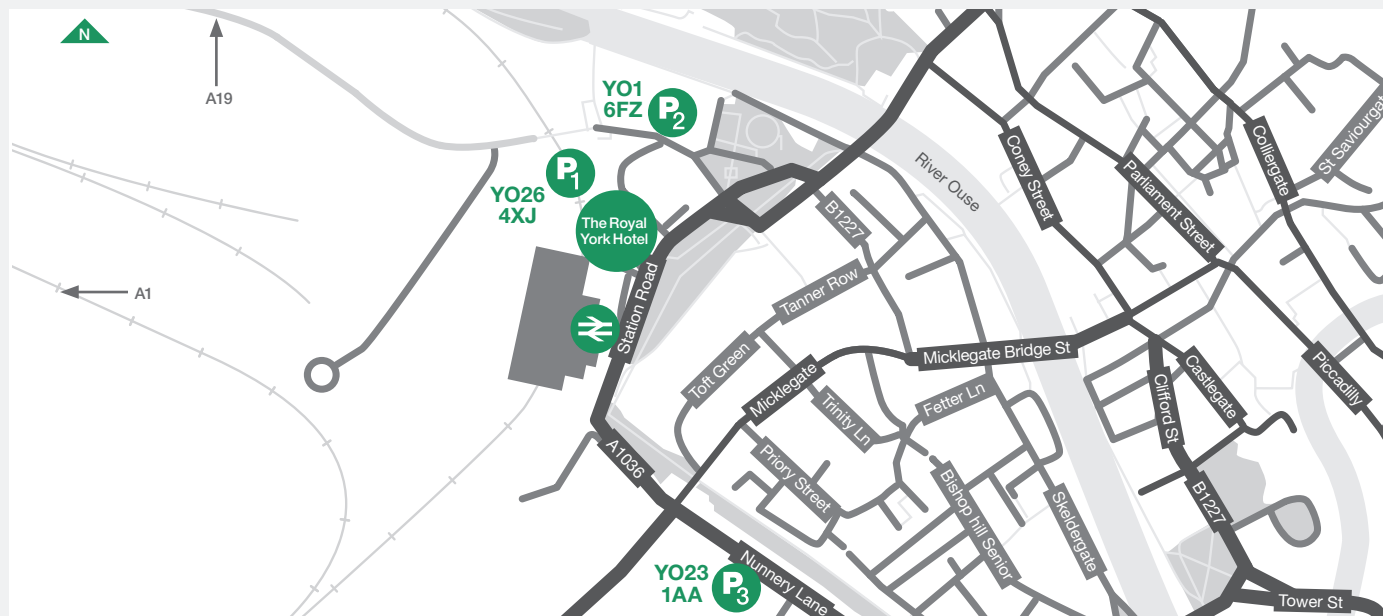 N
A19
YO1
6FZ
P2
P1
YO26
4XJ
The Royal
York Hotel
A1
Station Road
A1036
River Ouse
B1227
Tanner Row
Toft Green
Micklegate
Trinity Ln
Priory Street
Fetter Ln
Micklegate Bridge St
Coney Street
Parliament Street
Colliergate
St Saviourgat
Piccadilly
Castlegate
Clifford St
B1227
Bishop hill Senior
Skeldergate
YO23
1AA
P3
Nunnery Lane
Tower St